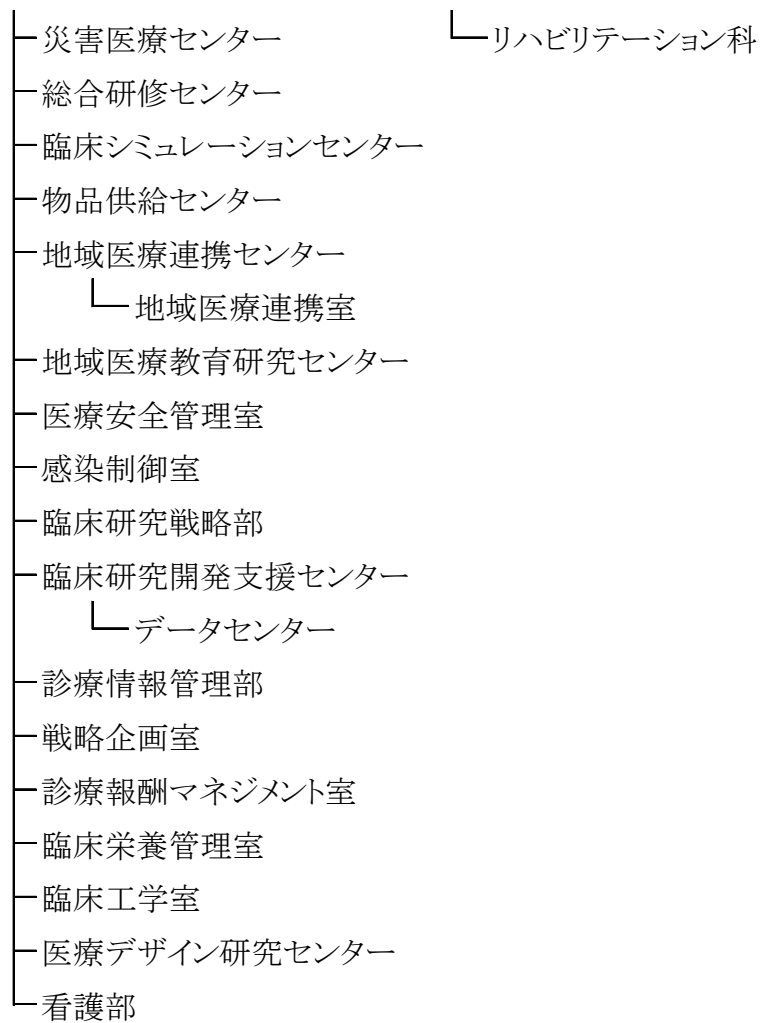 災害医療センター
リハビリテーション科
総合研修センター
臨床シミュレーションセンター
物品供給センター
地域医療連携センター
地域医療連携室
地域医療教育研究センター
医療安全管理室
感染制御室
臨床研究戦略部
臨床研究開発支援センター
データセンター
診療情報管理部
戦略企画室
診療報酬マネジメント室
臨床栄養管理室
臨床工学室
医療デザイン研究センター
看護部